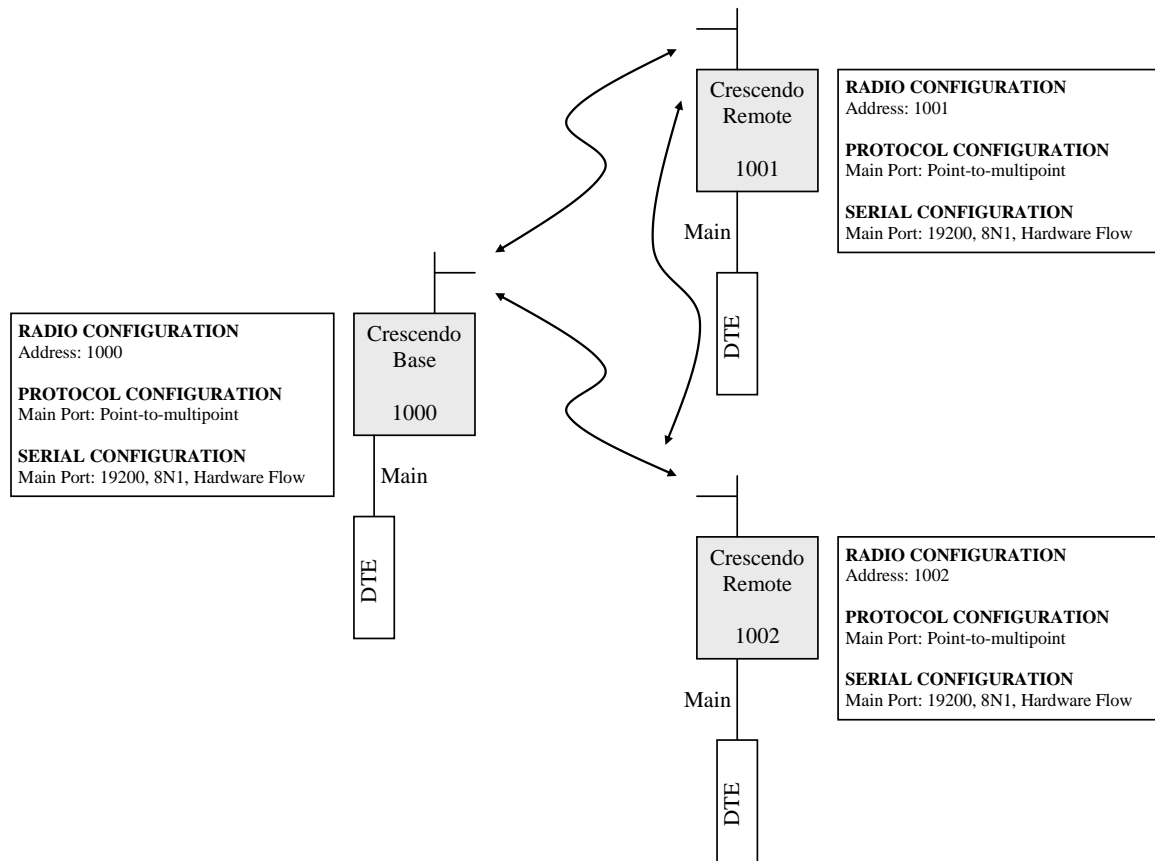 Crescendo
Remote
1001
Main
DTE
RADIO CONFIGURATION
Address: 1001
PROTOCOL CONFIGURATION
Main Port: Point-to-multipoint
SERIAL CONFIGURATION
Main Port: 19200, 8N1, Hardware Flow
RADIO CONFIGURATION
Address: 1000
PROTOCOL CONFIGURATION
Main Port: Point-to-multipoint
SERIAL CONFIGURATION
Main Port: 19200, 8N1, Hardware Flow
Crescendo
Base
1000
Main
DTE
Crescendo
Remote
1002
Main
DTE
RADIO CONFIGURATION
Address: 1002
PROTOCOL CONFIGURATION
Main Port: Point-to-multipoint
SERIAL CONFIGURATION
Main Port: 19200, 8N1, Hardware Flow